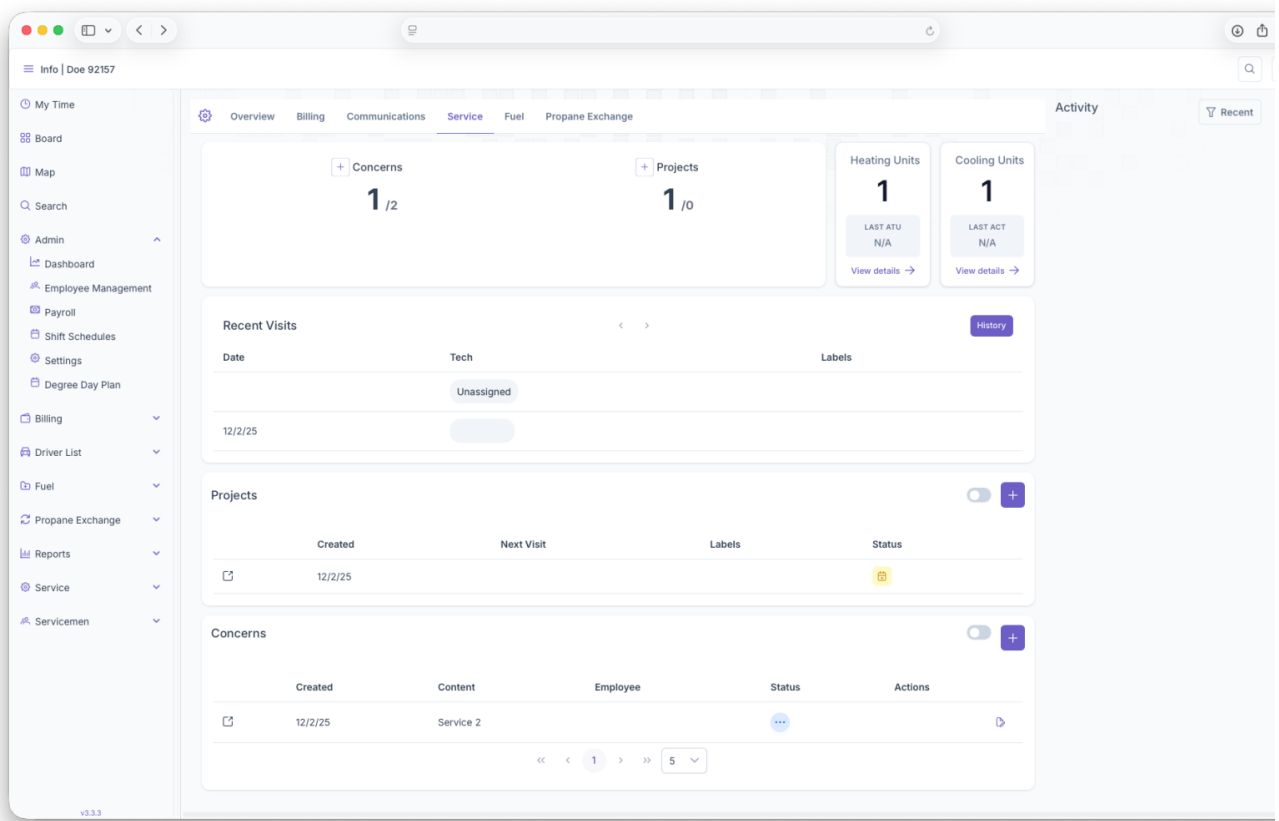 Info | Doe 92157
My Time
Board
Map
Search
Admin
Dashboard
Employee Management
Payroll
Shift Schedules
Settings
Degree Day Plan
Billing
Driver List
Fuel
Propane Exchange
Reports
Service
Servicemen
v3.3.3
Overview Billing Communications Service Fuel Propane Exchange
Concerns
1 /2
Projects
1 /0
Heating Units
1
LAST ATU
N/A
View details
Cooling Units
1
LAST ACT
N/A
View details
Recent Visits
History
Date Tech Labels
Unassigned
12/2/25
Projects
Created Next Visit Labels Status
12/2/25
Concerns
Created Content Employee Status Actions
12/2/25 Service 2
1 5
Activity
Recent